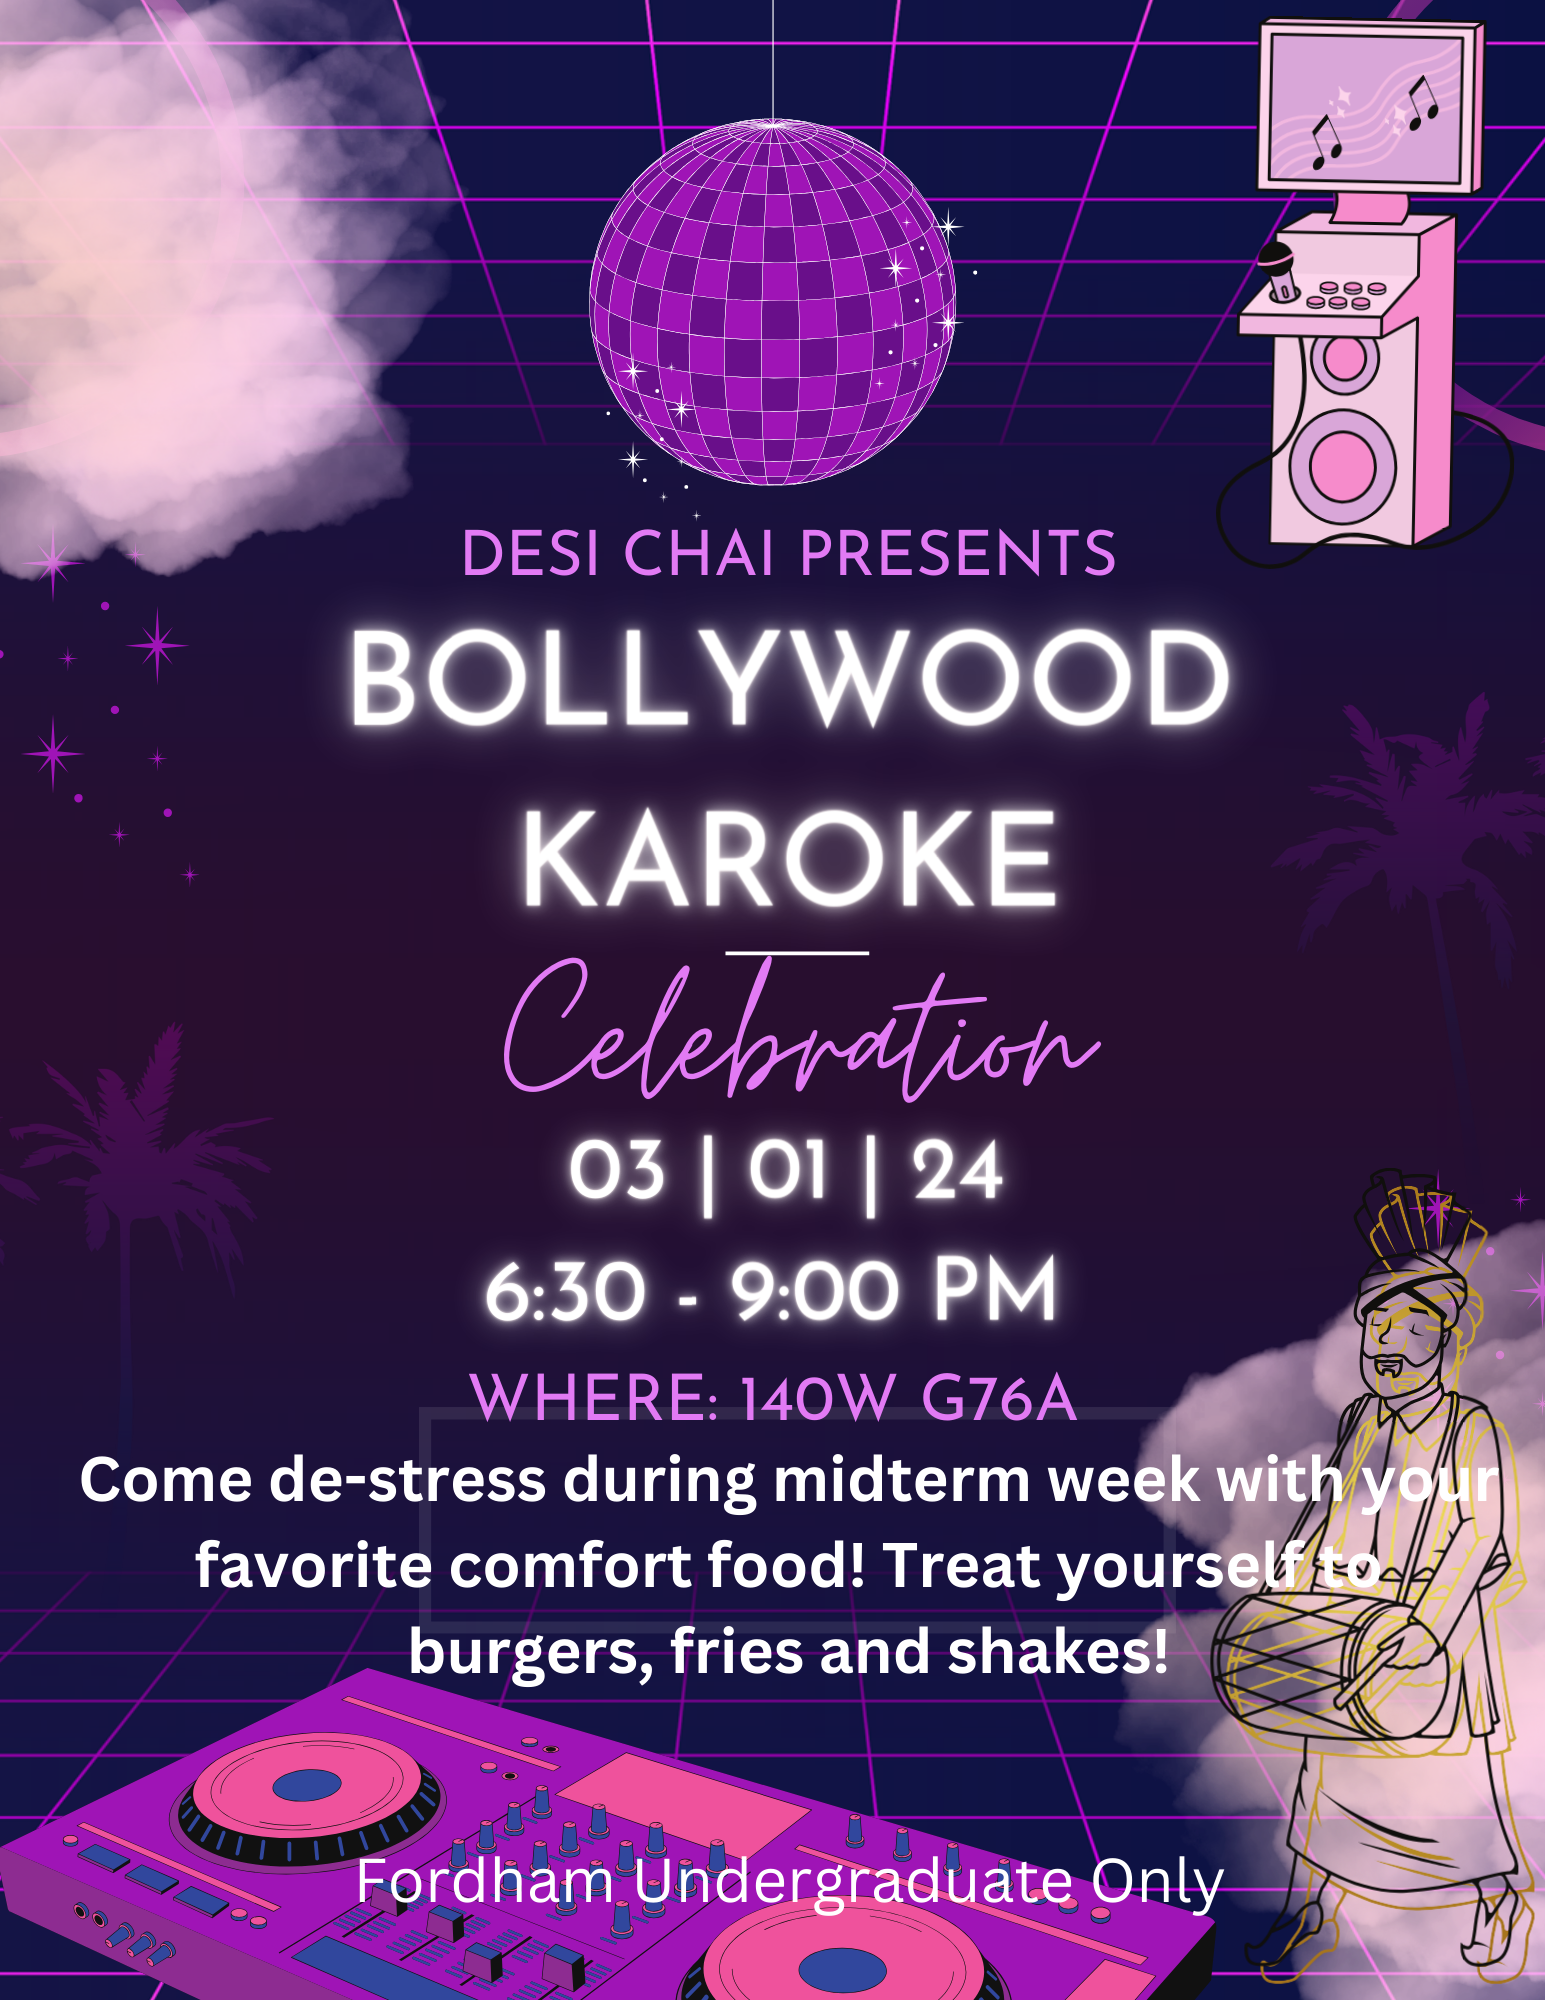 DESI CHAI PRESENTS
BOLLYWOOD
KAROKE
Celebration
03 | 01 | 24
6:30 - 9:00 PM
WHERE: 140W G76A
Come de-stress during midterm week with your
favorite comfort food! Treat yourself to
burgers, fries and shakes!
Fordham Undergraduate Only